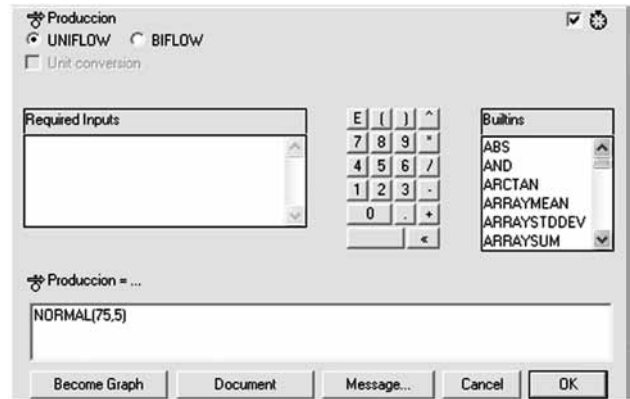 Produccion
UNIFLOW BIFLOW
Unit conversion
Required Inputs
E ( ) ^
7 8 9 *
4 5 6 /
1 2 3 -
0 . +
«
Builtins
ABS
AND
ARCTAN
ARRAYMEAN
ARRAYSTDDEV
ARRAYSUM
Produccion = ...
NORMAL(75,5)
Become Graph Document Message... Cancel OK